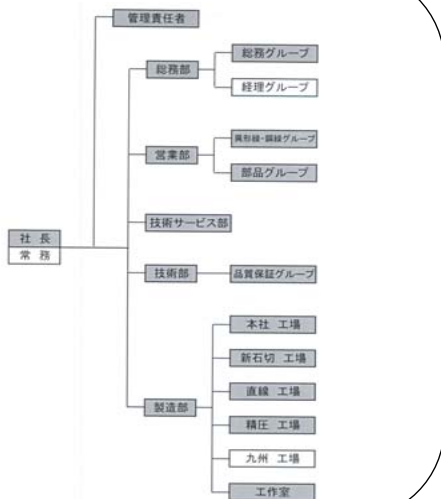 管理責任者
総務部
総務グループ
経理グループ
営業部
異形線・鋼線グループ
部品グループ
技術サービス部
社長
常務
技術部
品質保証グループ
製造部
本社 工場
新石切 工場
直線 工場
精圧 工場
九州 工場
工作室